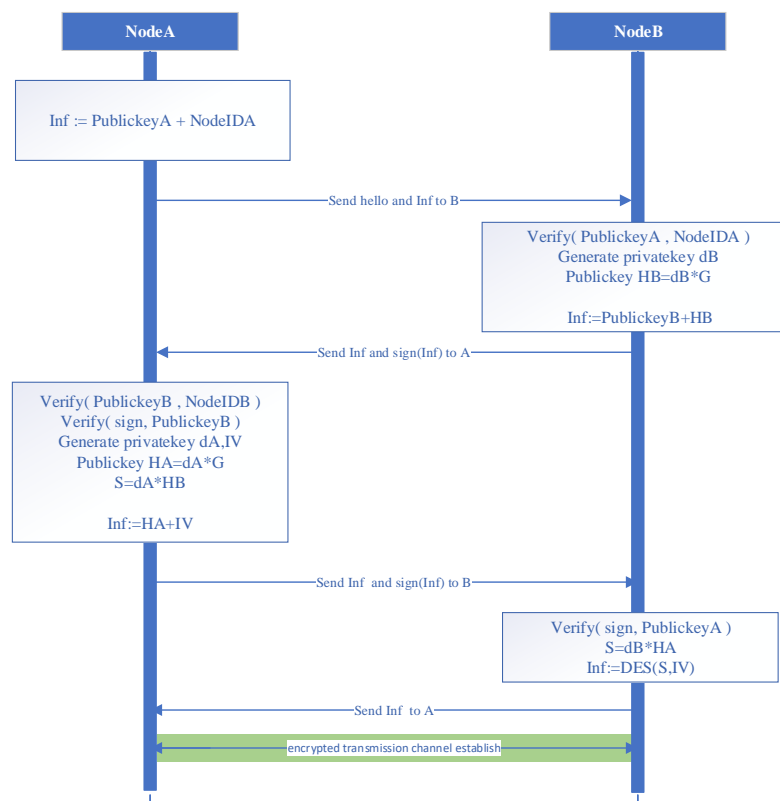 NodeA
NodeB
Inf := PublickeyA + NodeIDA
Send hello and Inf to B
Verify( PublickeyA , NodeIDA )
Generate privatekey dB
Publickey HB=dB*G
Inf:=PublickeyB+HB
Send Inf and sign(Inf) to A
Verify( PublickeyB , NodeIDB )
Verify( sign, PublickeyB )
Generate privatekey dA,IV
Publickey HA=dA*G
S=dA*HB
Inf:=HA+IV
Send Inf and sign(Inf) to B
Verify( sign, PublickeyA )
S=dB*HA
Inf:=DES(S,IV)
Send Inf to A
encrypted transmission channel establish